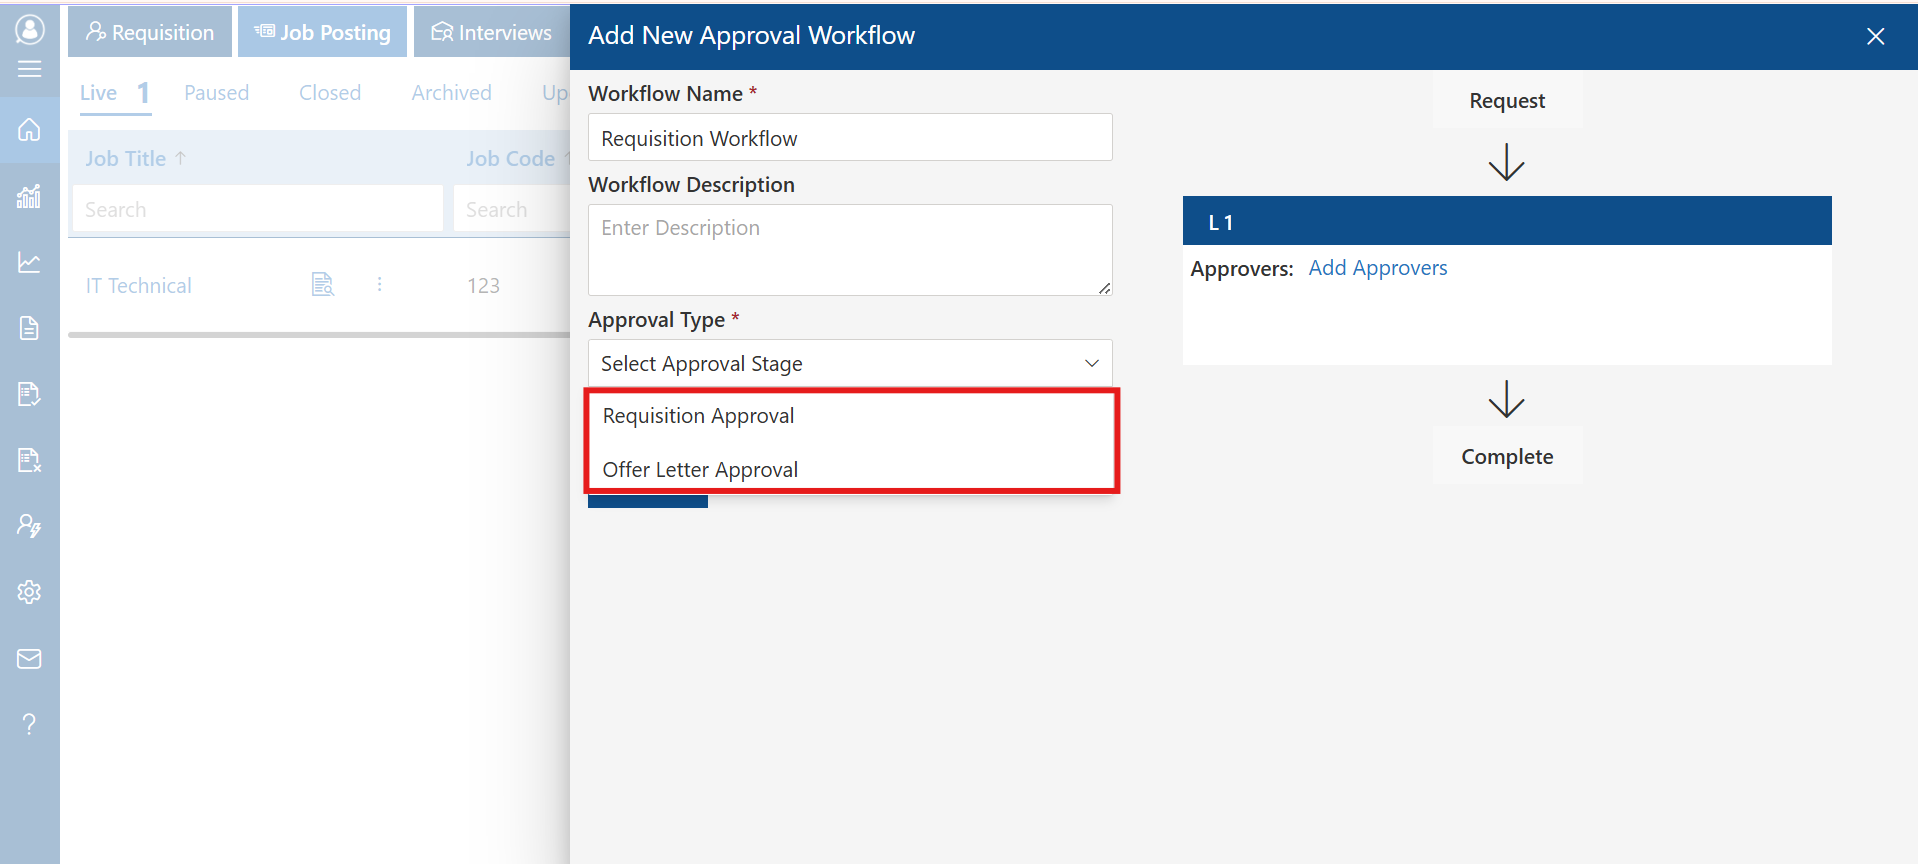 Requisition
Job Posting
Interviews
Live 1
Paused
Closed
Archived
Job Title
Job Code
Search
Search
IT Technical
123
?
Add New Approval Workflow
Workflow Name *
Requisition Workflow
Workflow Description
Enter Description
Approval Type *
Select Approval Stage
Requisition Approval
Offer Letter Approval
Request
L 1
Approvers: Add Approvers
Complete